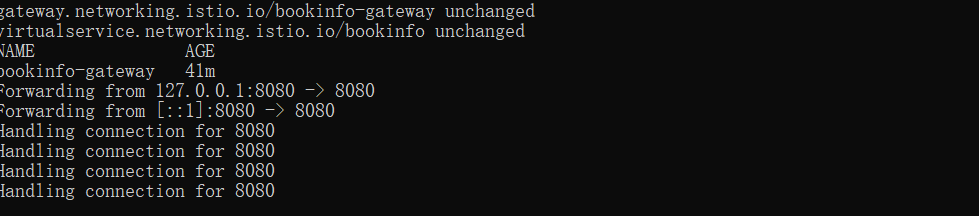 gateway.networking.istio.io/bookinfo-gateway unchanged
virtualservice.networking.istio.io/bookinfo unchanged
NAME AGE
bookinfo-gateway 41m
Forwarding from 127.0.0.1:8080 -> 8080
Forwarding from [::1]:8080 -> 8080
Handling connection for 8080
Handling connection for 8080
Handling connection for 8080
Handling connection for 8080